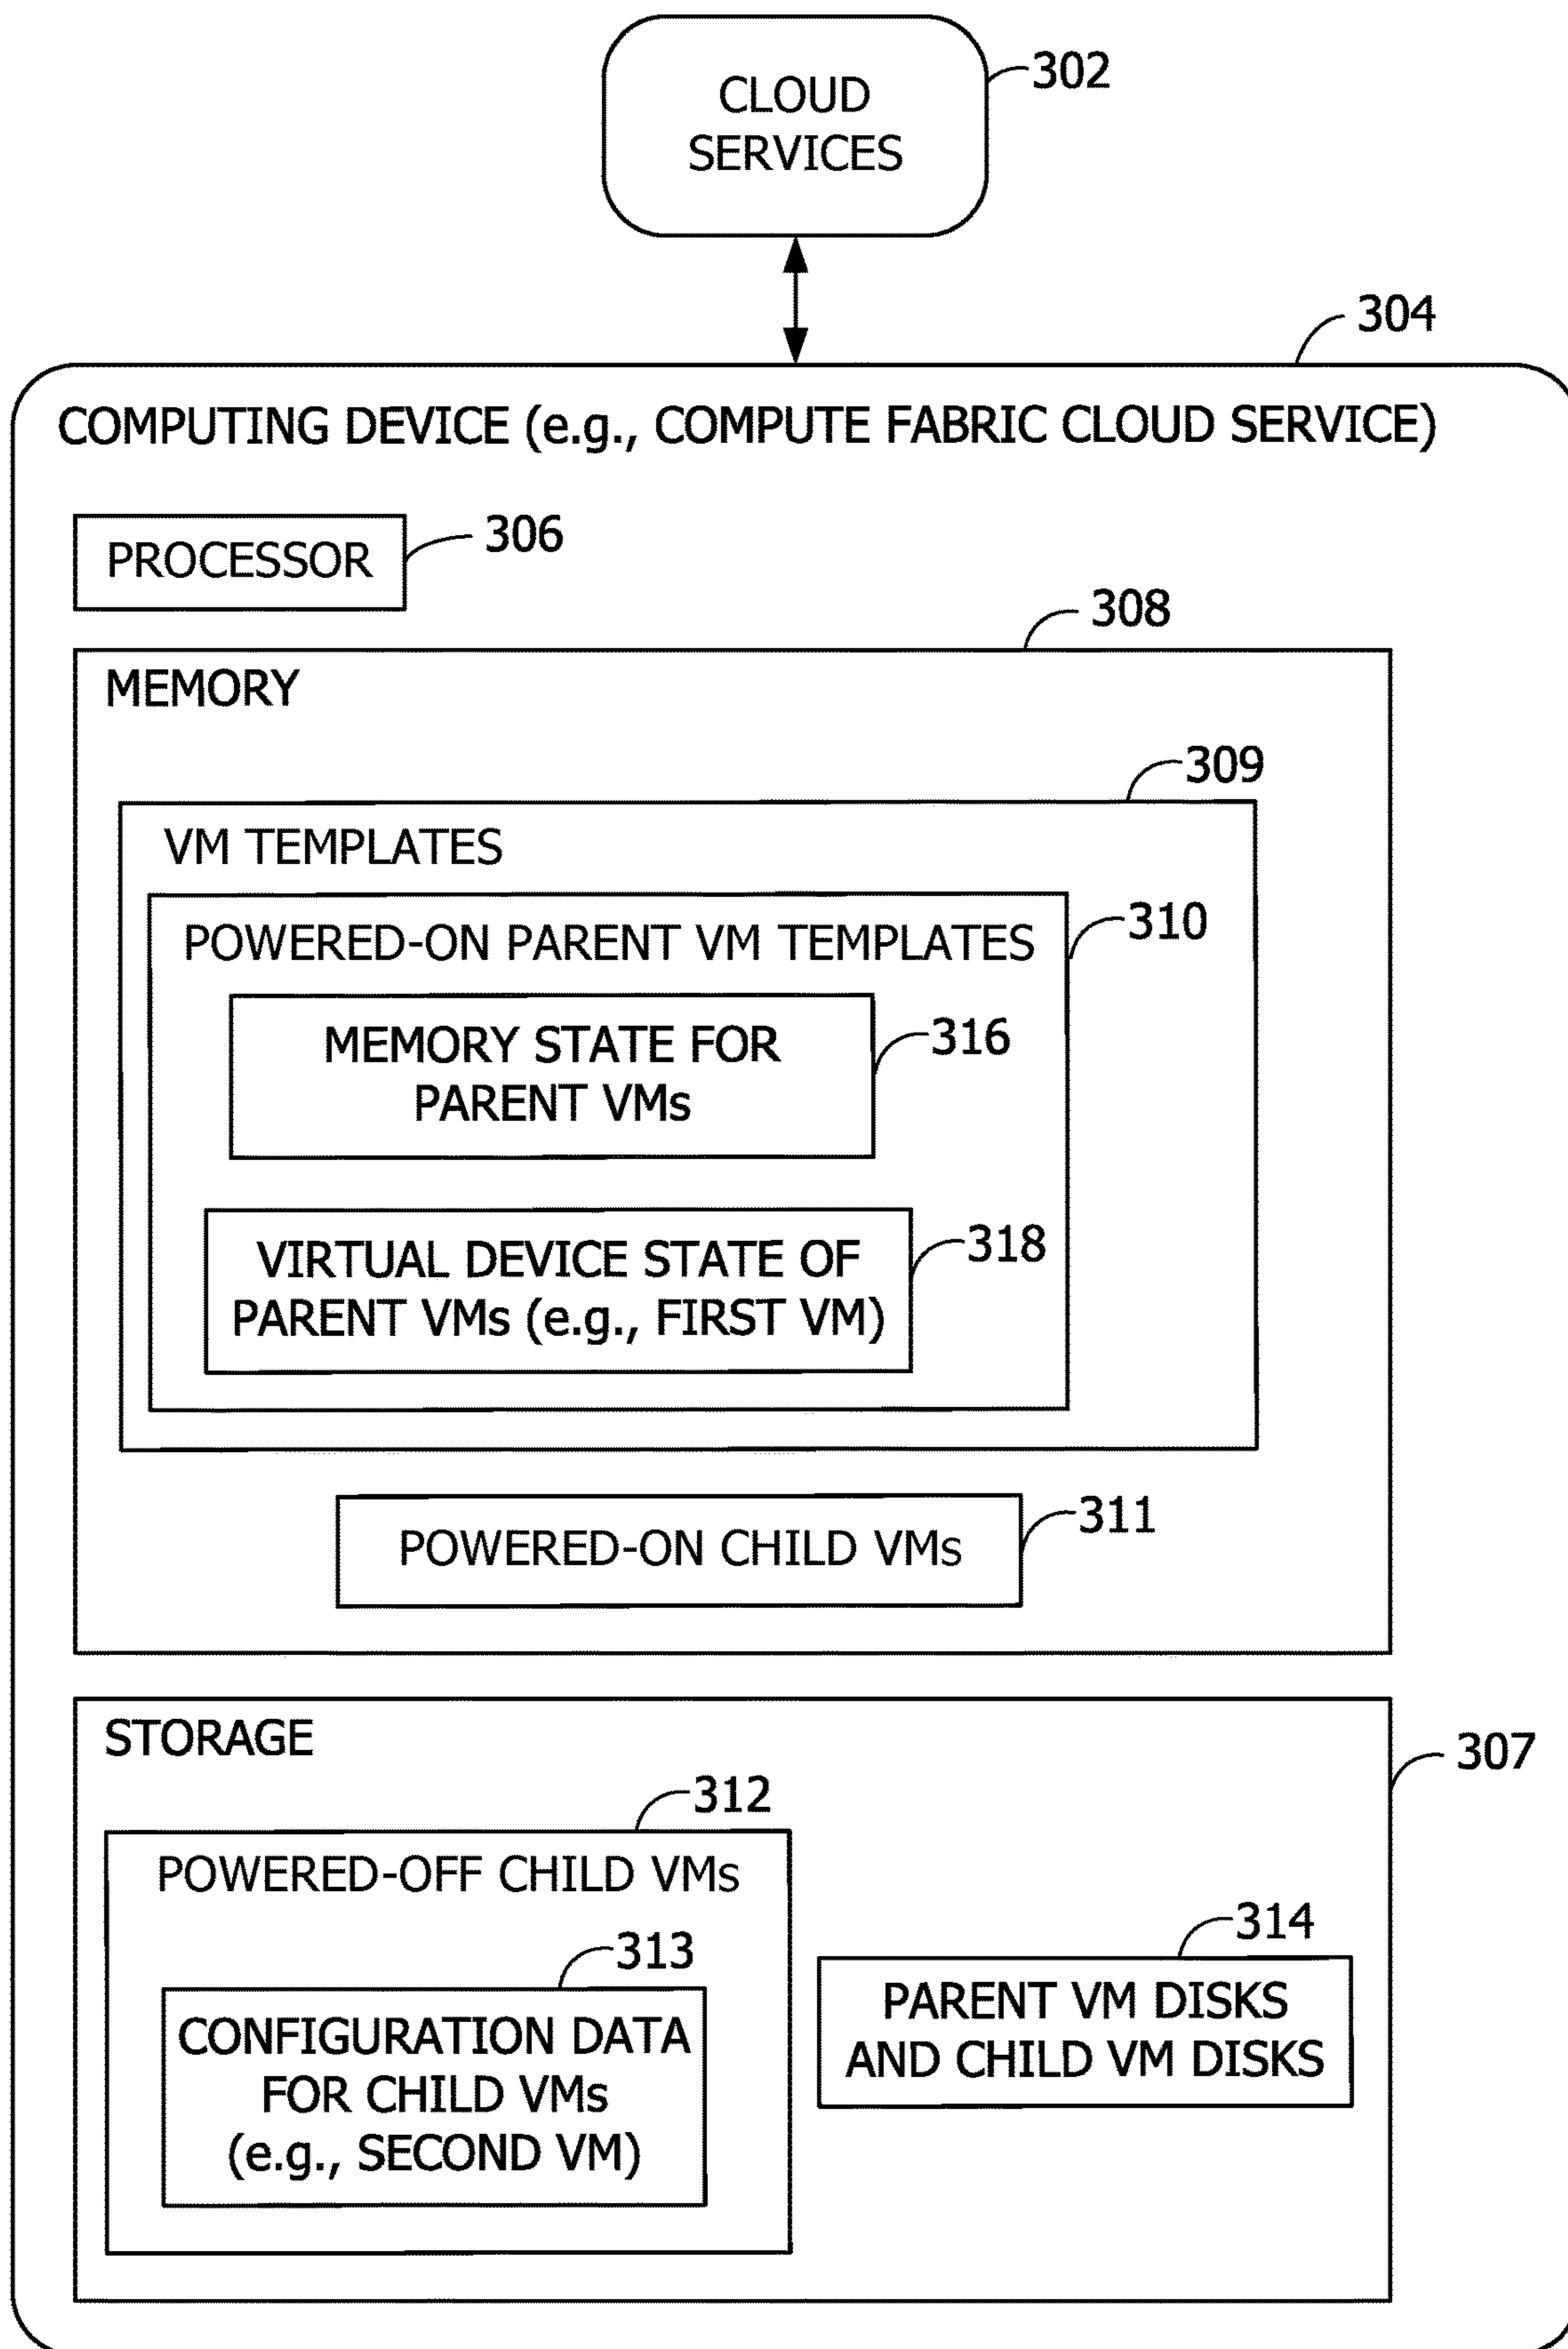 CLOUD
SERVICES
302
304
COMPUTING DEVICE (e.g., COMPUTE FABRIC CLOUD SERVICE)
PROCESSOR
306
308
MEMORY
309
VM TEMPLATES
310
POWERED-ON PARENT VM TEMPLATES
MEMORY STATE FOR
PARENT VMs
316
VIRTUAL DEVICE STATE OF
PARENT VMs (e.g., FIRST VM)
318
POWERED-ON CHILD VMs
311
STORAGE
307
312
POWERED-OFF CHILD VMs
313
CONFIGURATION DATA
FOR CHILD VMs
(e.g., SECOND VM)
314
PARENT VM DISKS
AND CHILD VM DISKS